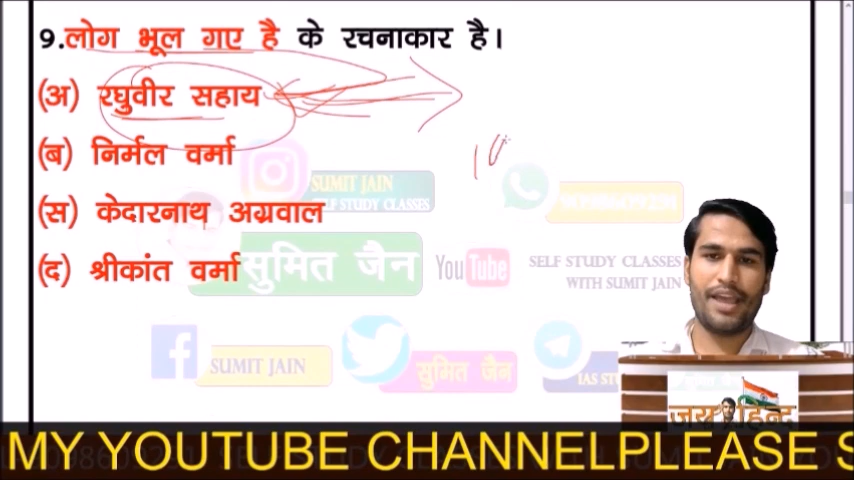 9.लोग भूल गए है के रचनाकार है।
(अ) रघुवीर सहाय
(ब) निर्मल वर्मा
(स) केदारनाथ अग्रवाल
(द) श्रीकांत वर्मा
SUMIT JAIN
SELF STUDY CLASSES
सुमित जैन
YouTube
SELF STUDY CLASSES
WITH SUMIT JAIN
SUMIT JAIN
सुमित जैन
IAS
जय हिन्द
MY YOUTUBE CHANNELPLEASE S